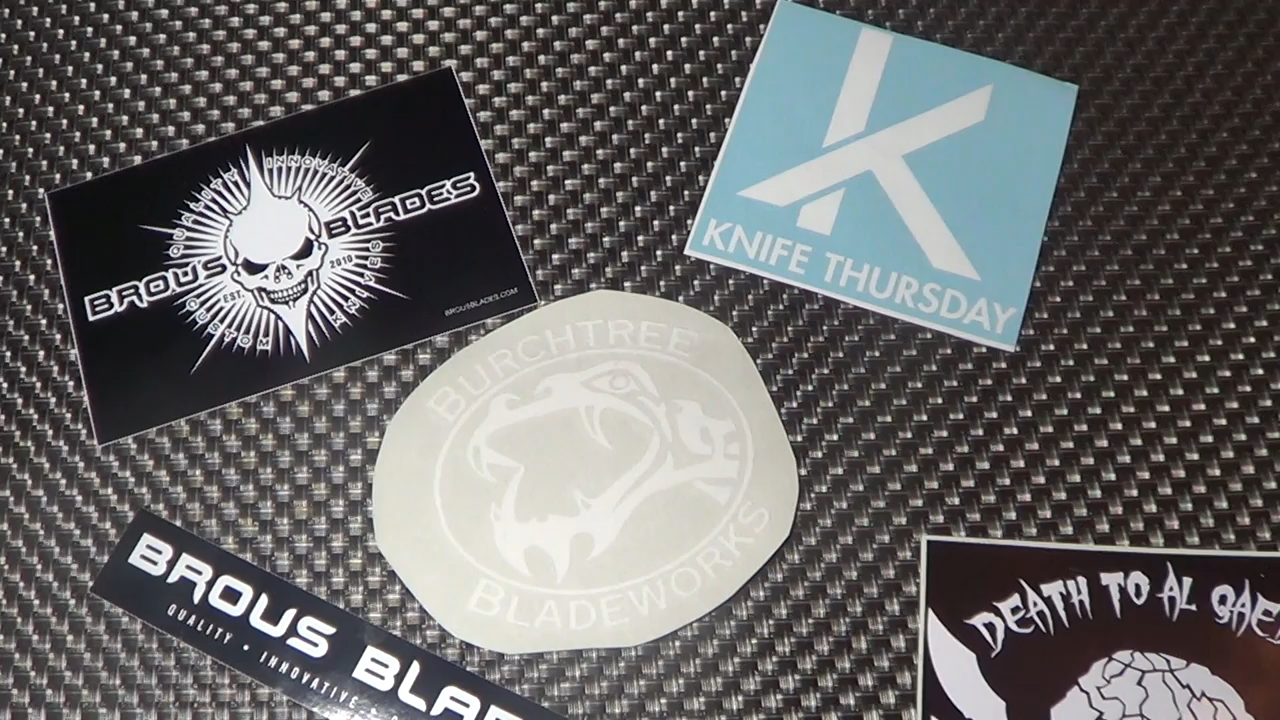 QUALITY INNOVATIVE
BROUS BLADES
EST. 2010
CUSTOM KNIVES
BROUSBLADES.COM
KNIFE THURSDAY
BURCHTREE
BLADEWORKS
BROUS BLA
QUALITY • INNOVATIVE •
DEATH TO AL QAE